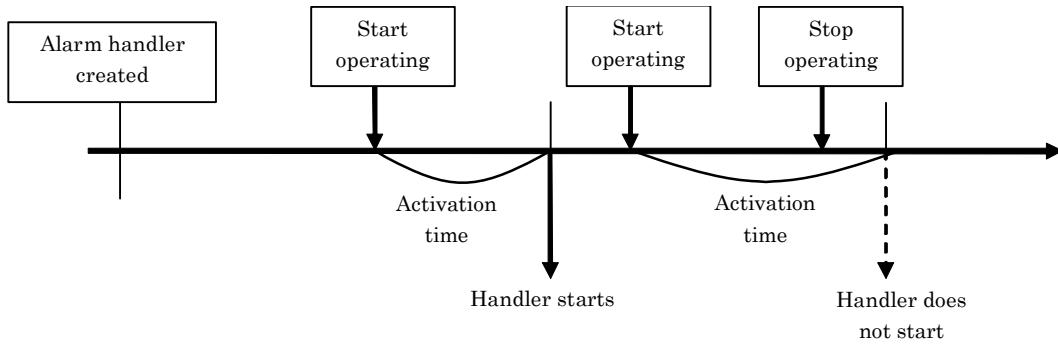 Alarm handler
created
Start
operating
Start
operating
Stop
operating
Activation
time
Activation
time
Handler starts
Handler does
not start